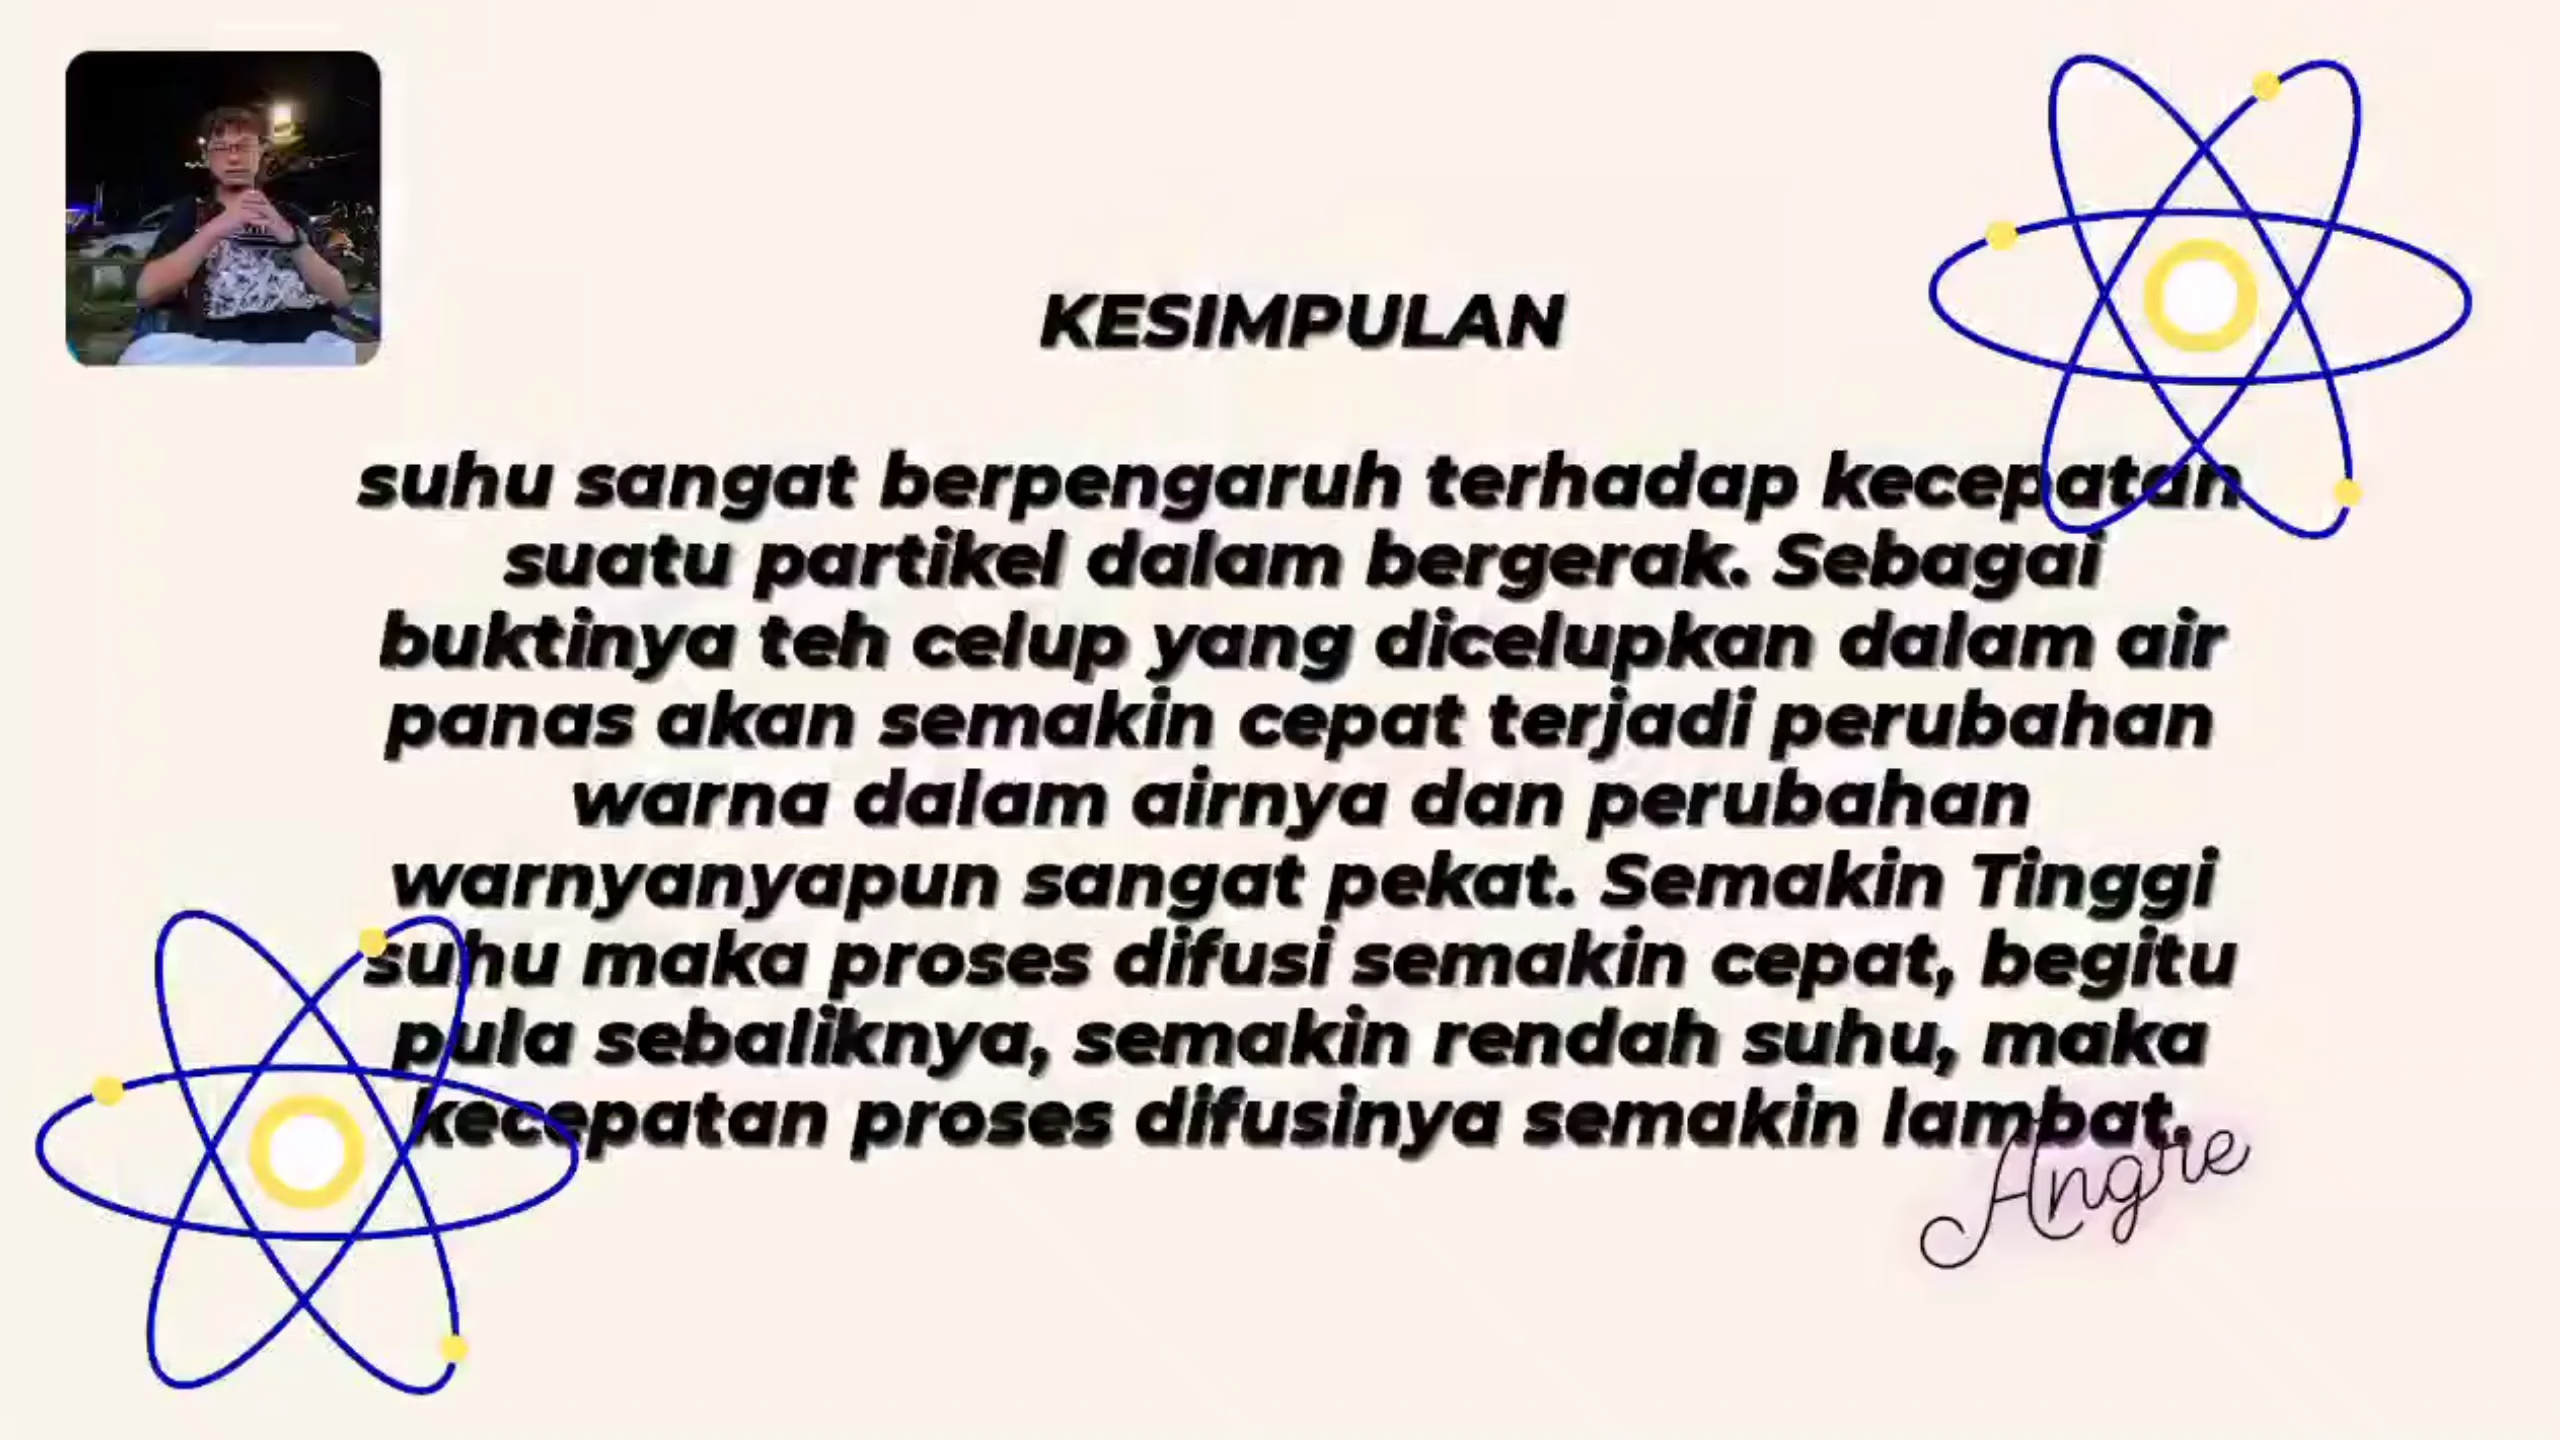 KESIMPULAN
suhu sangat berpengaruh terhadap kecepatan
suatu partikel dalam bergerak. Sebagai
buktinya teh celup yang dicelupkan dalam air
panas akan semakin cepat terjadi perubahan
warna dalam airnya dan perubahan
warnyanyapun sangat pekat. Semakin Tinggi
suhu maka proses difusi semakin cepat, begitu
pula sebaliknya, semakin rendah suhu, maka
kecepatan proses difusinya semakin lambat.
Angre